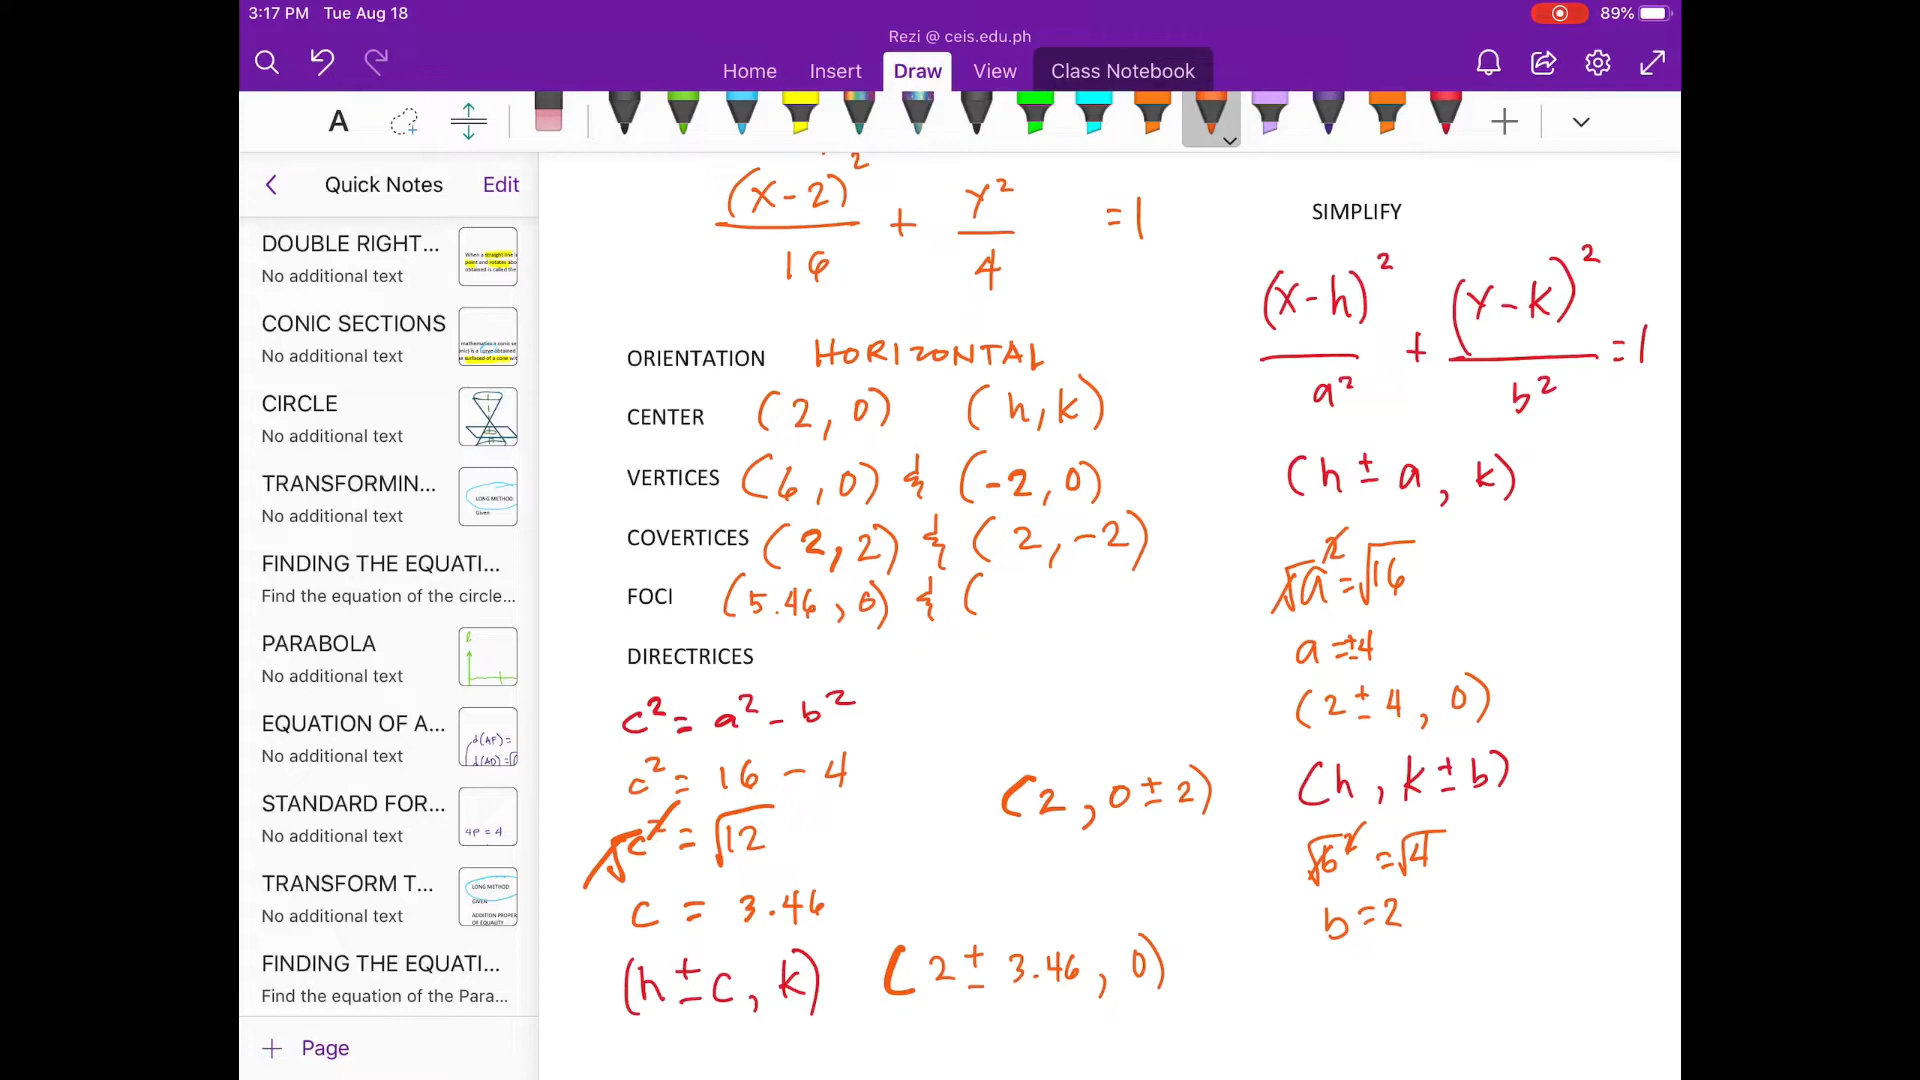 3:17 PM Tue Aug 18
89%
Rezi @ ceis.edu.ph
Home Insert Draw View Class Notebook
A
Quick Notes Edit
DOUBLE RIGHT...
No additional text
CONIC SECTIONS
No additional text
CIRCLE
No additional text
TRANSFORMIN...
No additional text
FINDING THE EQUATI...
Find the equation of the circle...
PARABOLA
No additional text
EQUATION OF A...
No additional text
STANDARD FOR...
No additional text
4p = 4
TRANSFORM T...
No additional text
LONG METHOD
FINDING THE EQUATI...
Find the equation of the Para...
+ Page
(x-2)² / 16 + y² / 4 = 1
ORIENTATION HORIZONTAL
CENTER (2, 0) (h, k)
VERTICES (6, 0) & (-2, 0)
COVERTICES (2, 2) & (2, -2)
FOCI (5.46, 0) & (
DIRECTRICES
c² = a² - b²
c² = 16 - 4
√c² = √12
c = 3.46
(h ± c, k) (2 ± 3.46, 0)
(2, 0 ± 2)
SIMPLIFY
(x-h)² / a² + (y-k)² / b² = 1
(h ± a, k)
√a² = √16
a = ±4
(2 ± 4, 0)
(h, k ± b)
√b² = √4
b = 2